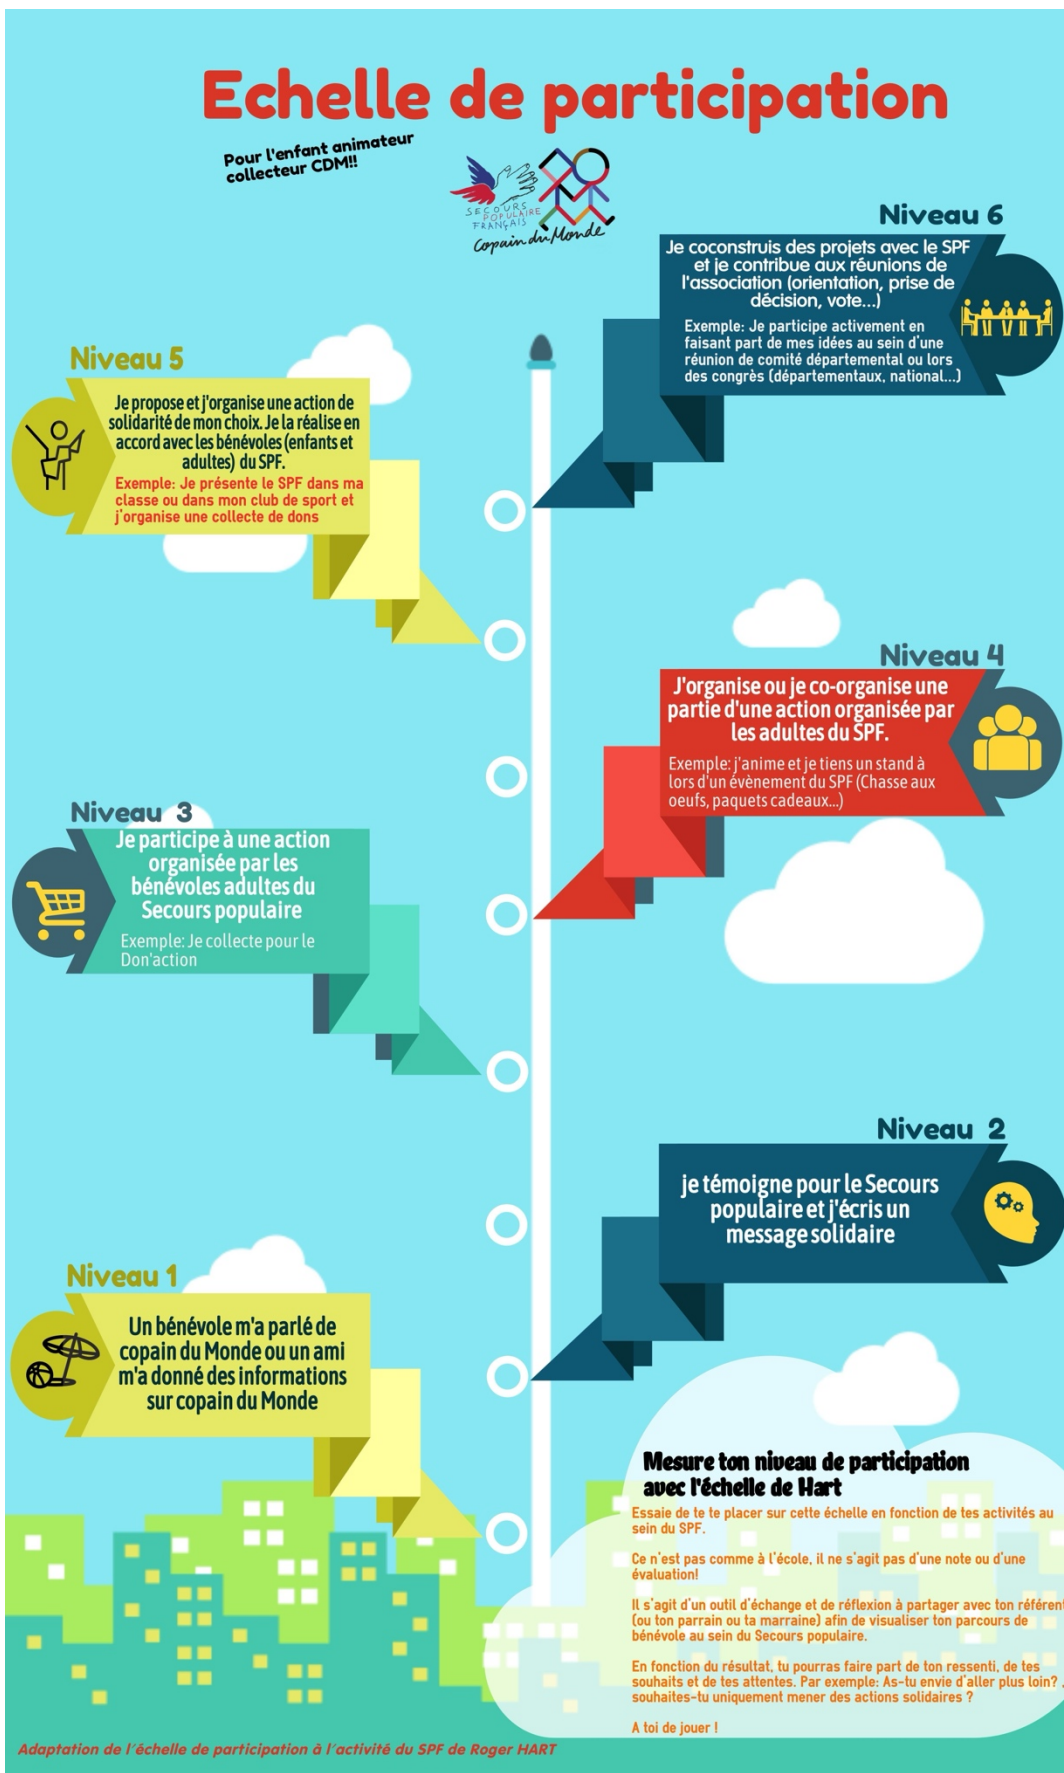 Echelle de participation
Pour l'enfant animateur
collecteur CDM!!
SECOURS
POPULAIRE
FRANÇAIS
Copain du Monde
Niveau 6
Je coconstruis des projets avec le SPF
et je contribue aux réunions de
l'association (orientation, prise de
décision, vote...)
Exemple: Je participe activement en
faisant part de mes idées au sein d'une
réunion de comité départemental ou lors
des congrès (départementaux, national...)
Niveau 5
Je propose et j'organise une action de
solidarité de mon choix. Je la réalise en
accord avec les bénévoles (enfants et
adultes) du SPF.
Exemple: Je présente le SPF dans ma
classe ou dans mon club de sport et
j'organise une collecte de dons
Niveau 4
J'organise ou je co-organise une
partie d'une action organisée par
les adultes du SPF.
Exemple: j'anime et je tiens un stand à
lors d'un évènement du SPF (Chasse aux
oeufs, paquets cadeaux...)
Niveau 3
Je participe à une action
organisée par les
bénévoles adultes du
Secours populaire
Exemple: Je collecte pour le
Don'action
Niveau 2
je témoigne pour le Secours
populaire et j'écris un
message solidaire
Niveau 1
Un bénévole m'a parlé de
copain du Monde ou un ami
m'a donné des informations
sur copain du Monde
Mesure ton niveau de participation
avec l'échelle de Hart
Essaie de te te placer sur cette échelle en fonction de tes activités au
sein du SPF.
Ce n'est pas comme à l'école, il ne s'agit pas d'une note ou d'une
évaluation!
Il s'agit d'un outil d'échange et de réflexion à partager avec ton référent
(ou ton parrain ou ta marraine) afin de visualiser ton parcours de
bénévole au sein du Secours populaire.
En fonction du résultat, tu pourras faire part de ton ressenti, de tes
souhaits et de tes attentes. Par exemple: As-tu envie d'aller plus loin? ,
souhaites-tu uniquement mener des actions solidaires ?
A toi de jouer !
Adaptation de l'échelle de participation à l'activité du SPF de Roger HART